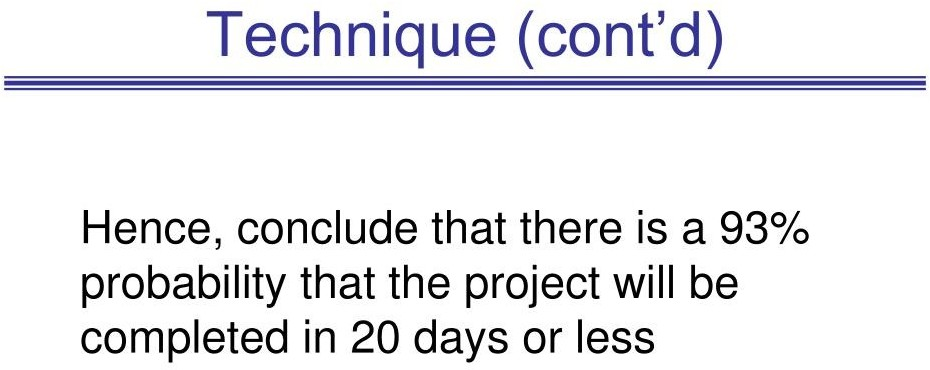 Technique (cont’d)
Hence, conclude that there is a 93%
probability that the project will be
completed in 20 days or less